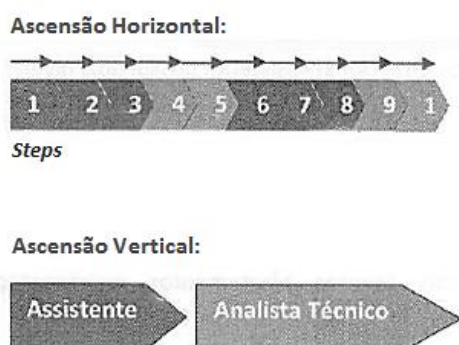 Ascensão Horizontal:
1 2 3 4 5 6 7 8 9 1
Steps
Ascensão Vertical:
Assistente Analista Técnico